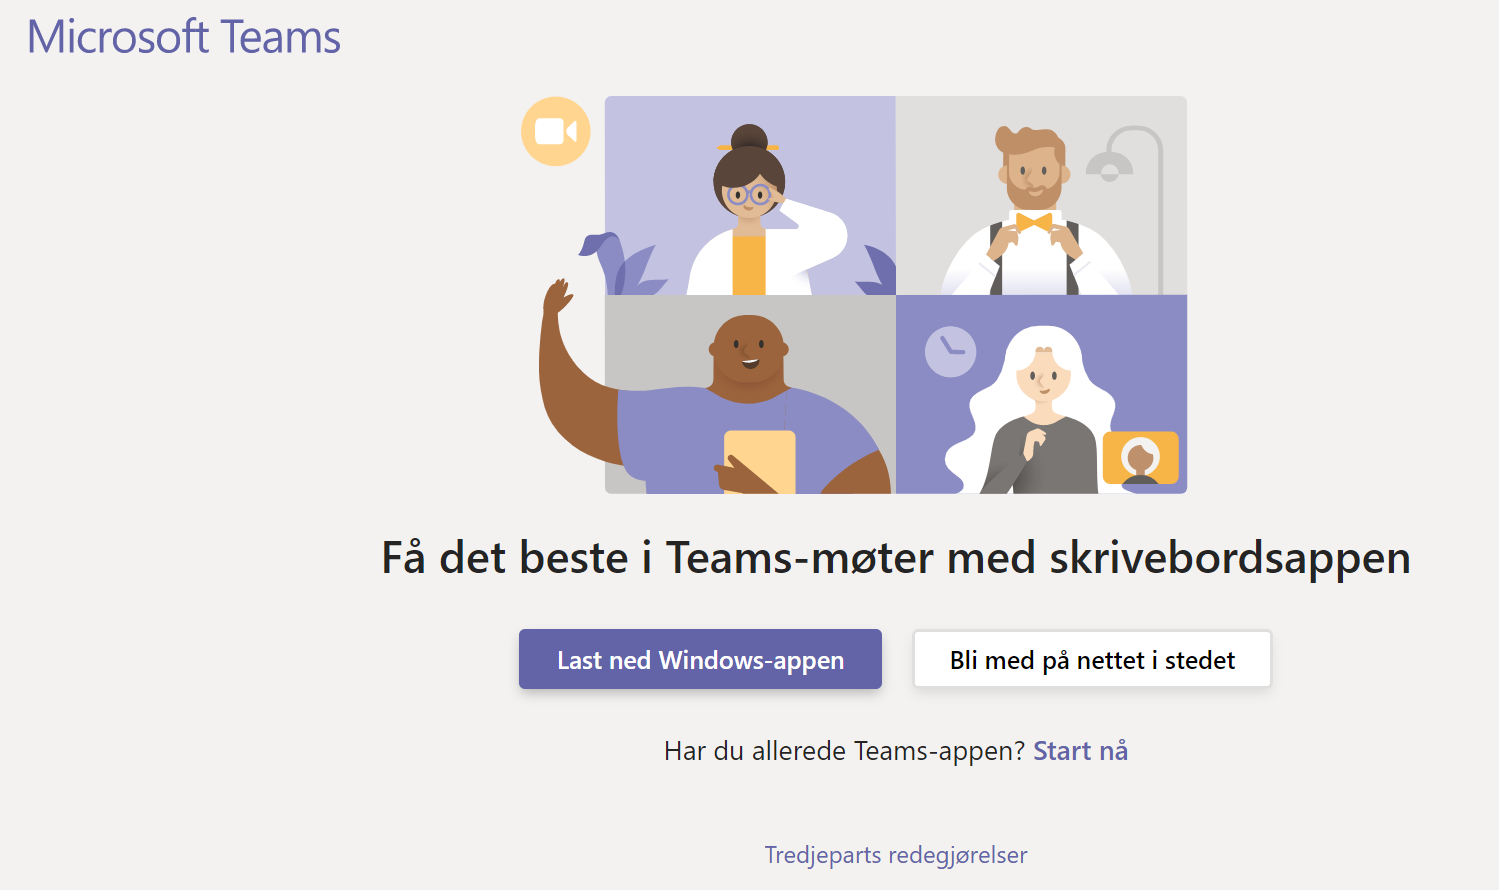 Microsoft Teams
Få det beste i Teams-møter med skrivebordsappen
Last ned Windows-appen
Bli med på nettet i stedet
Har du allerede Teams-appen? Start nå
Tredjeparts redegjørelser